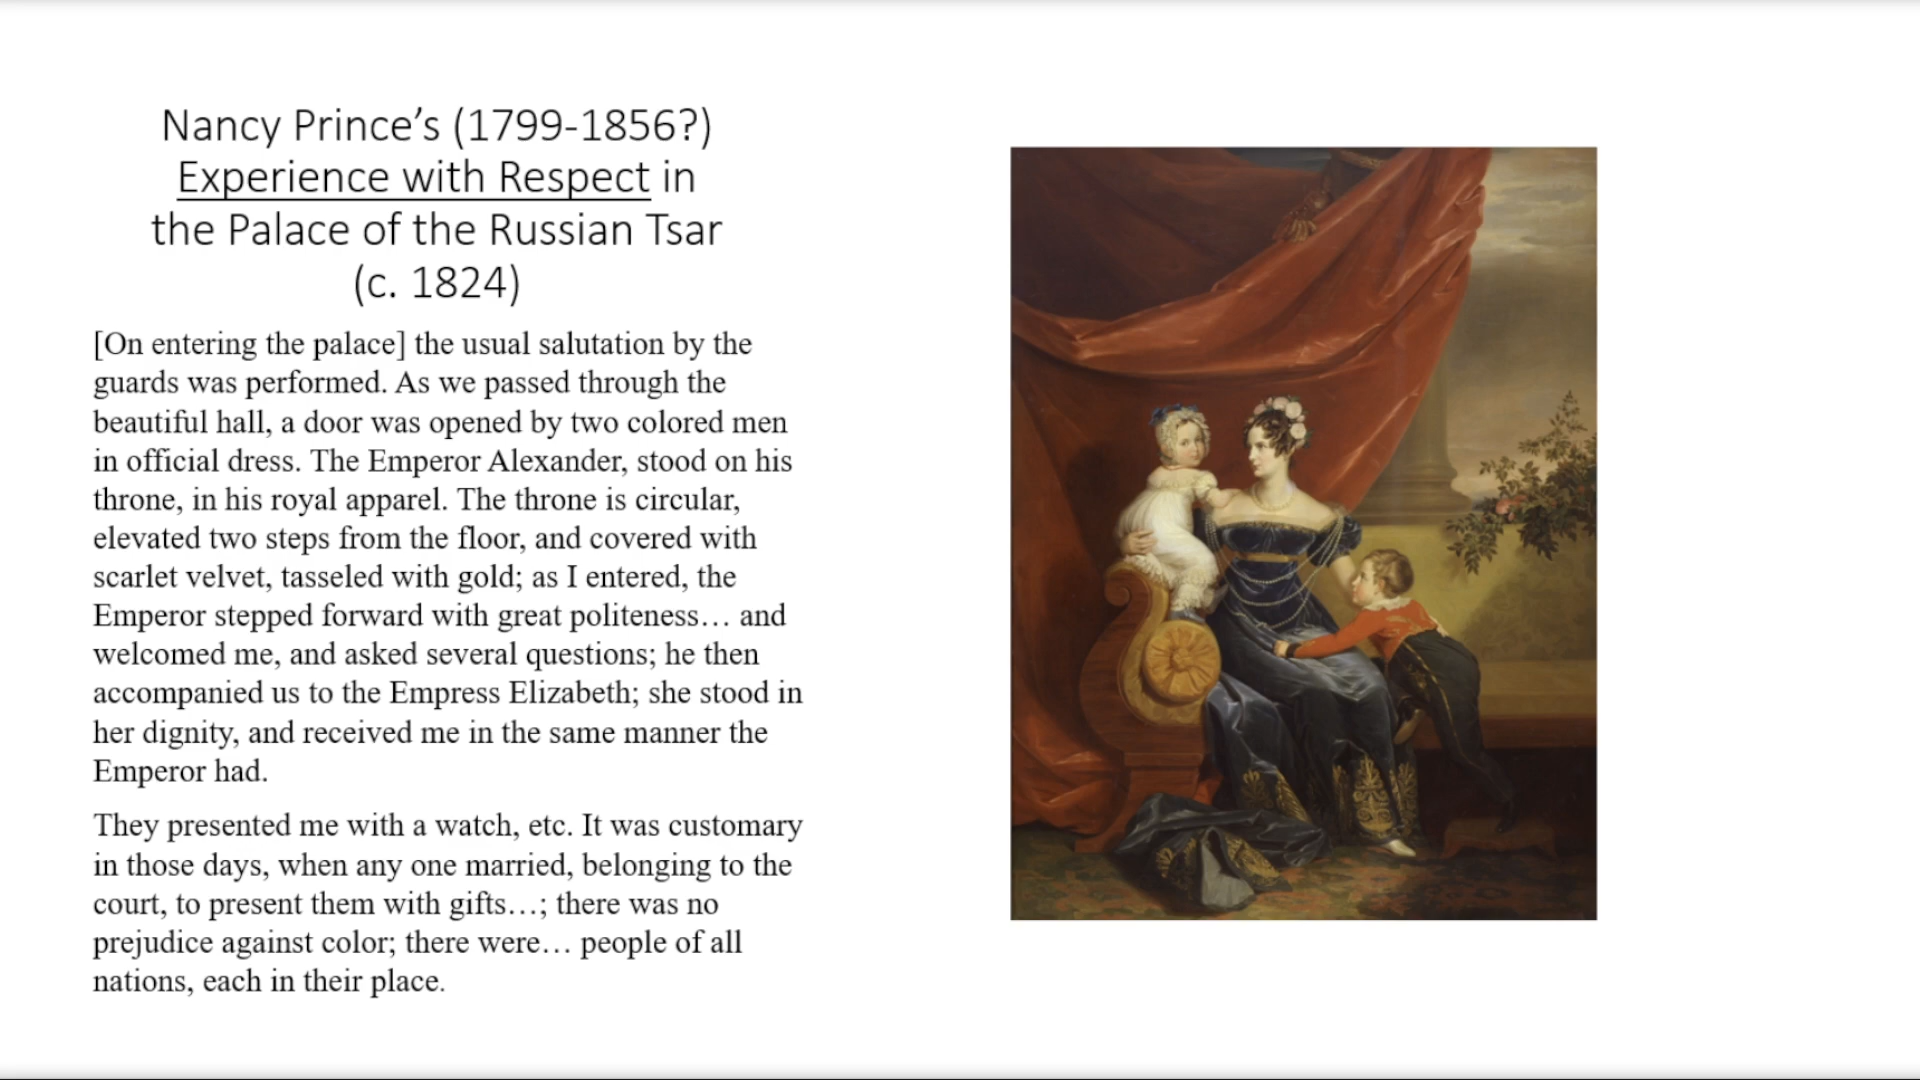 Nancy Prince’s (1799-1856?)
Experience with Respect in
the Palace of the Russian Tsar
(c. 1824)
[On entering the palace] the usual salutation by the
guards was performed. As we passed through the
beautiful hall, a door was opened by two colored men
in official dress. The Emperor Alexander, stood on his
throne, in his royal apparel. The throne is circular,
elevated two steps from the floor, and covered with
scarlet velvet, tasseled with gold; as I entered, the
Emperor stepped forward with great politeness… and
welcomed me, and asked several questions; he then
accompanied us to the Empress Elizabeth; she stood in
her dignity, and received me in the same manner the
Emperor had.
They presented me with a watch, etc. It was customary
in those days, when any one married, belonging to the
court, to present them with gifts…; there was no
prejudice against color; there were… people of all
nations, each in their place.